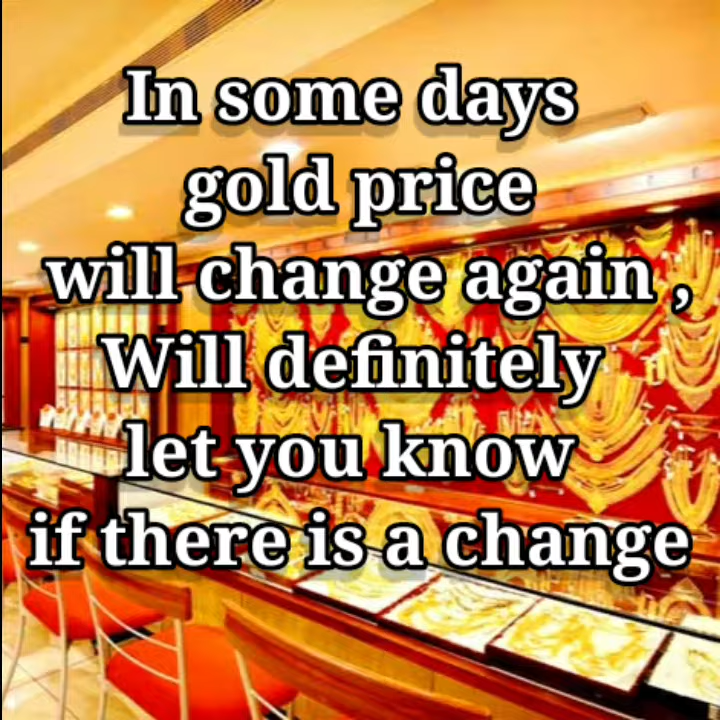 In some days
gold price
will change again ,
Will definitely
let you know
if there is a change